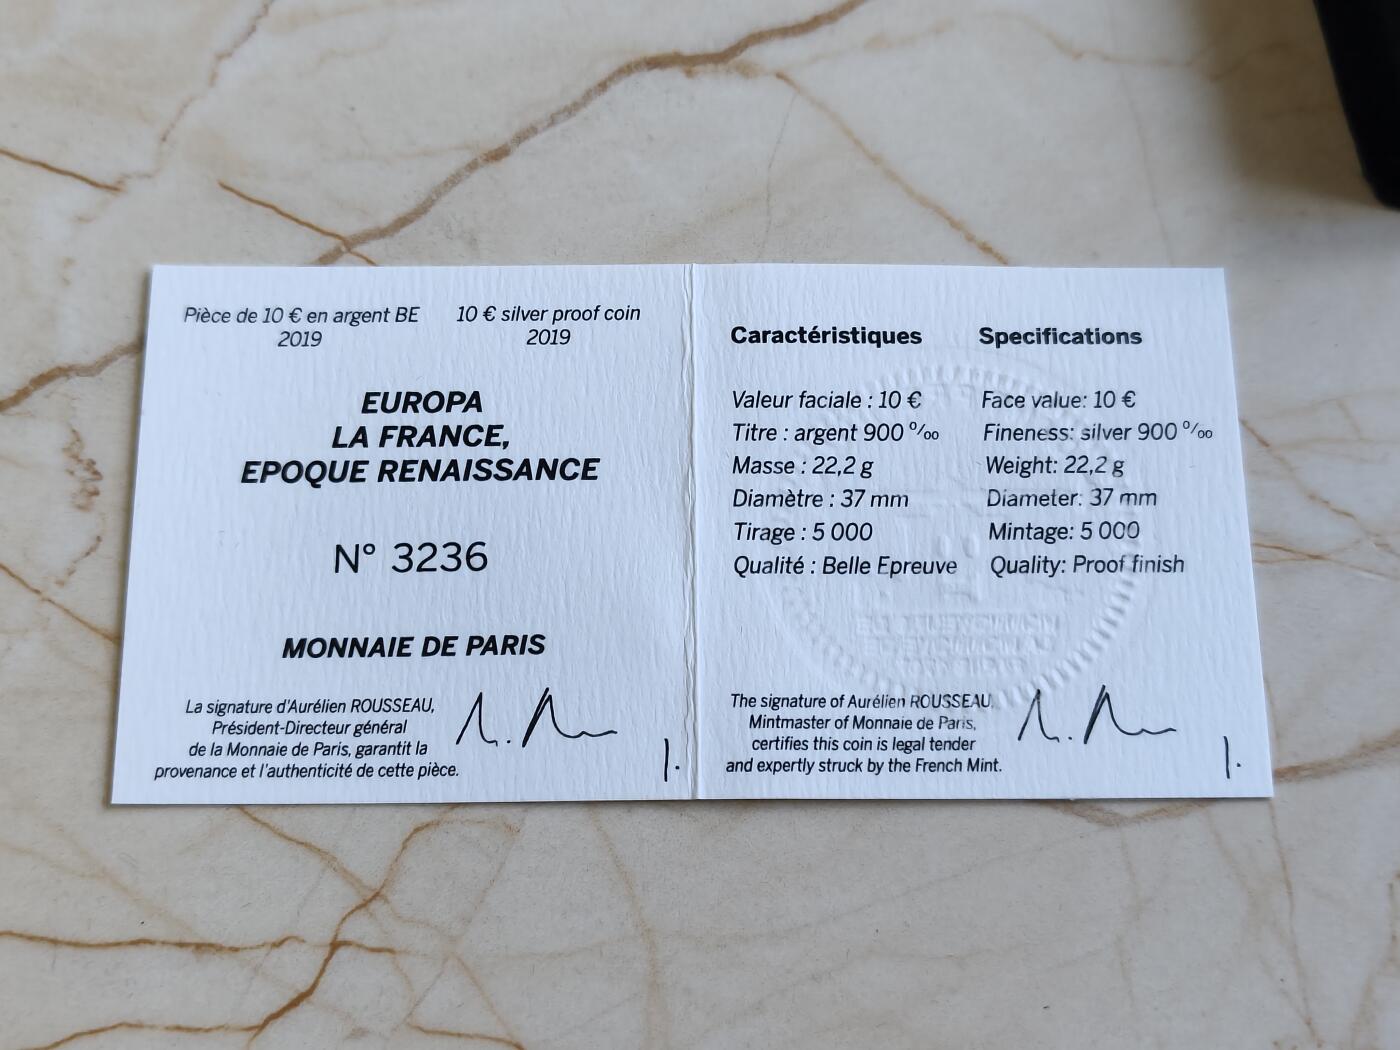 Pièce de 10 € en argent BE
2019
10 € silver proof coin
2019
EUROPA
LA FRANCE,
EPOQUE RENAISSANCE
N° 3236
MONNAIE DE PARIS
La signature d'Aurélien ROUSSEAU,
Président-Directeur général
de la Monnaie de Paris, garantit la
provenance et l'authenticité de cette pièce.
Caractéristiques
Valeur faciale : 10 €
Titre : argent 900 ‰
Masse : 22,2 g
Diamètre : 37 mm
Tirage : 5 000
Qualité : Belle Epreuve
Specifications
Face value: 10 €
Fineness: silver 900 ‰
Weight: 22,2 g
Diameter: 37 mm
Mintage: 5 000
Quality: Proof finish
The signature of Aurélien ROUSSEAU,
Mintmaster of Monnaie de Paris,
certifies this coin is legal tender
and expertly struck by the French Mint.